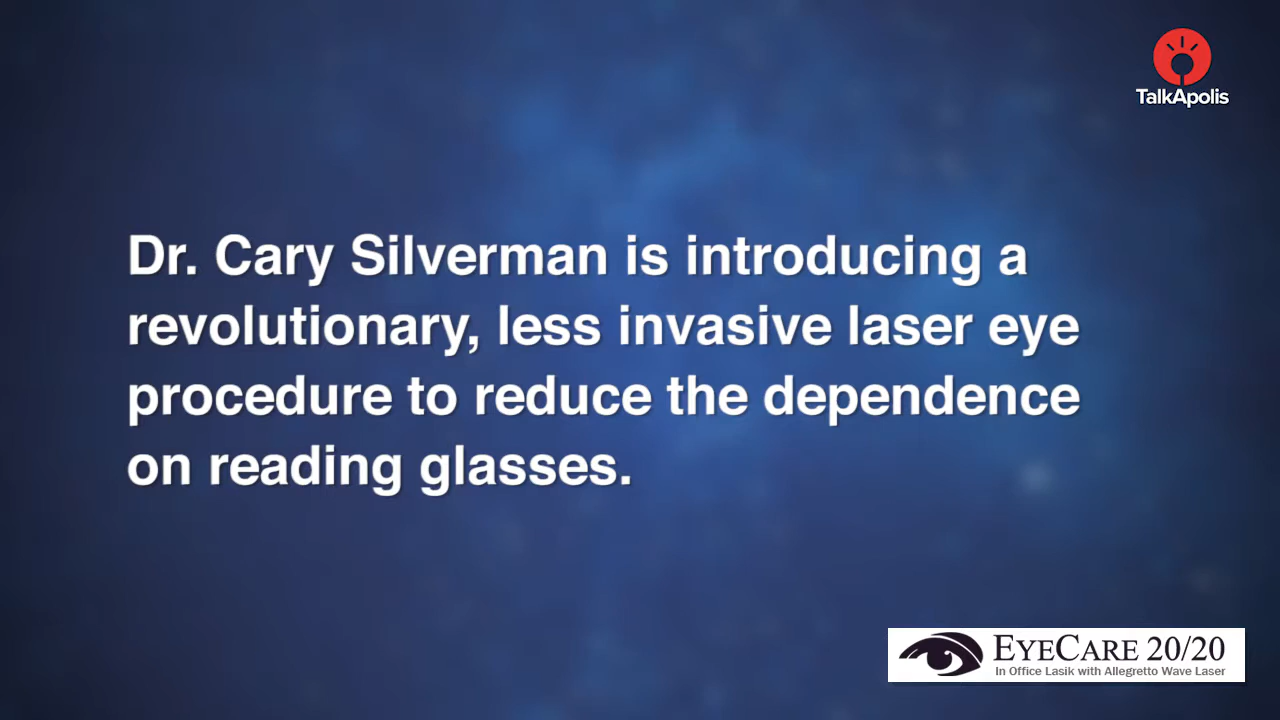 TalkApolis
Dr. Cary Silverman is introducing a
revolutionary, less invasive laser eye
procedure to reduce the dependence
on reading glasses.
EYECARE 20/20
In Office Lasik with Allegretto Wave Laser